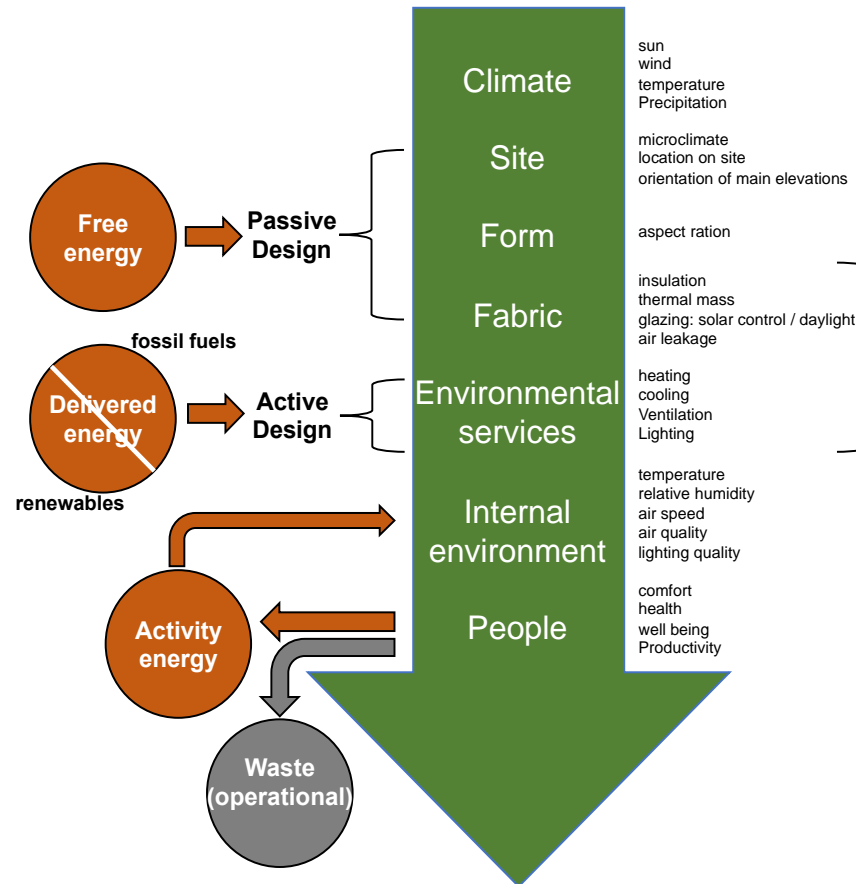 Climate
sun
wind
temperature
Precipitation
Site
microclimate
location on site
orientation of main elevations
Free
energy
Passive
Design
Form
aspect ration
Fabric
insulation
thermal mass
glazing: solar control / daylight
air leakage
fossil fuels
Delivered
energy
renewables
Active
Design
Environmental
services
heating
cooling
Ventilation
Lighting
Internal
environment
temperature
relative humidity
air speed
air quality
lighting quality
Activity
energy
People
comfort
health
well being
Productivity
Waste
(operational)